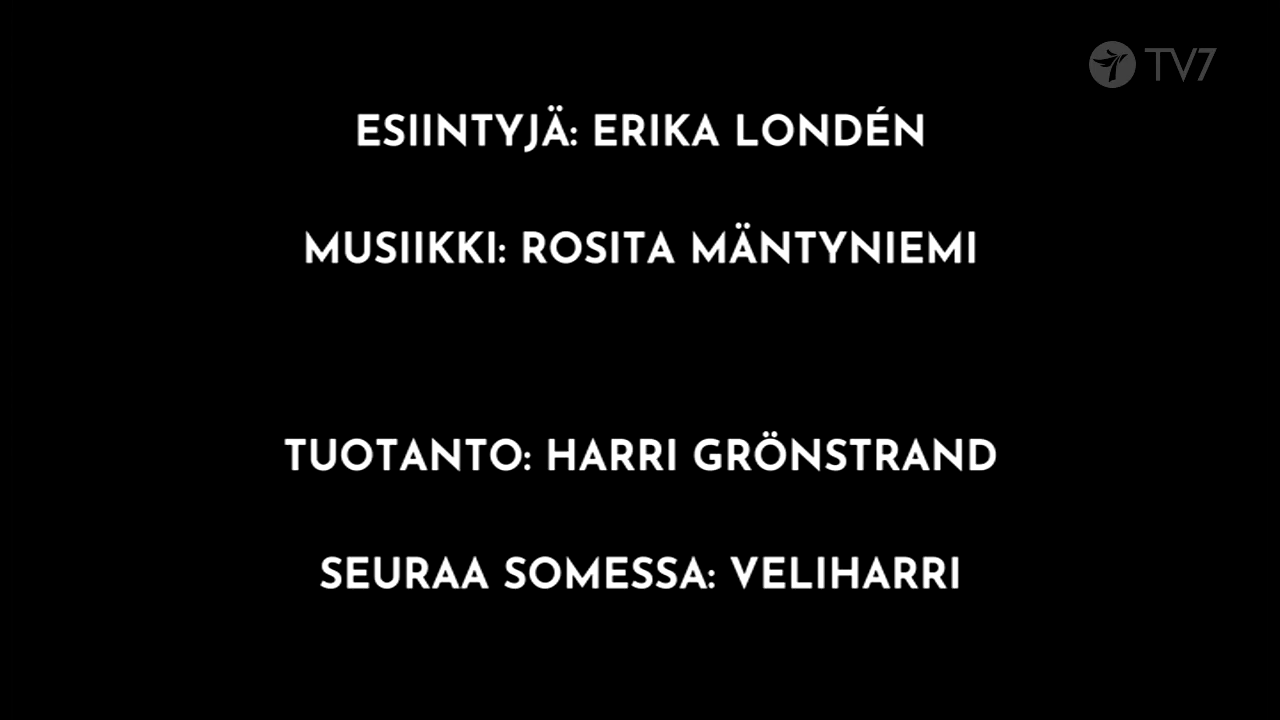 TV7
ESIINTYJÄ: ERIKA LONDÉN
MUSIIKKI: ROSITA MÄNTYNIEMI
TUOTANTO: HARRI GRÖNSTRAND
SEURAA SOMESSA: VELIHARRI